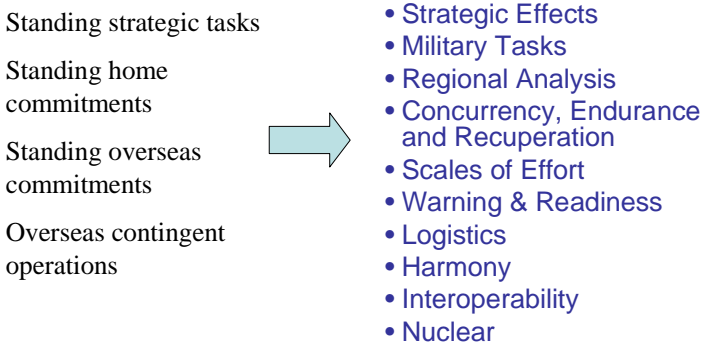 Standing strategic tasks
Standing home
commitments
Standing overseas
commitments
Overseas contingent
operations
• Strategic Effects
• Military Tasks
• Regional Analysis
• Concurrency, Endurance
and Recuperation
• Scales of Effort
• Warning & Readiness
• Logistics
• Harmony
• Interoperability
• Nuclear